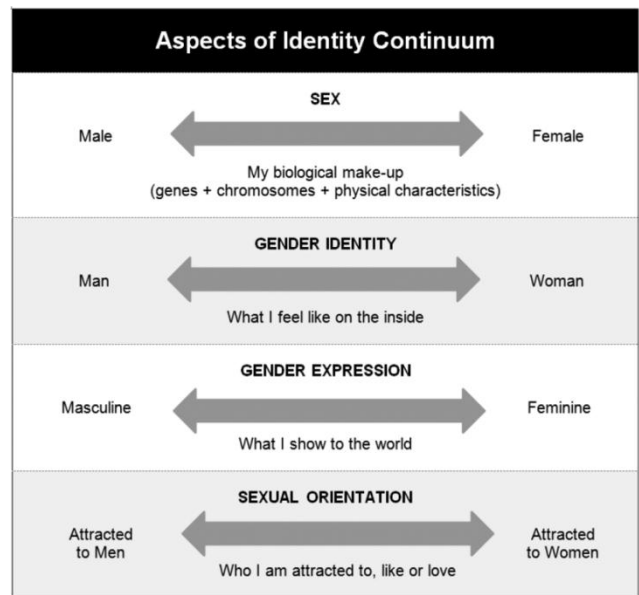 Aspects of Identity Continuum
SEX
Male
Female
My biological make-up
(genes + chromosomes + physical characteristics)
GENDER IDENTITY
Man
Woman
What I feel like on the inside
GENDER EXPRESSION
Masculine
Feminine
What I show to the world
SEXUAL ORIENTATION
Attracted
to Men
Attracted
to Women
Who I am attracted to, like or love